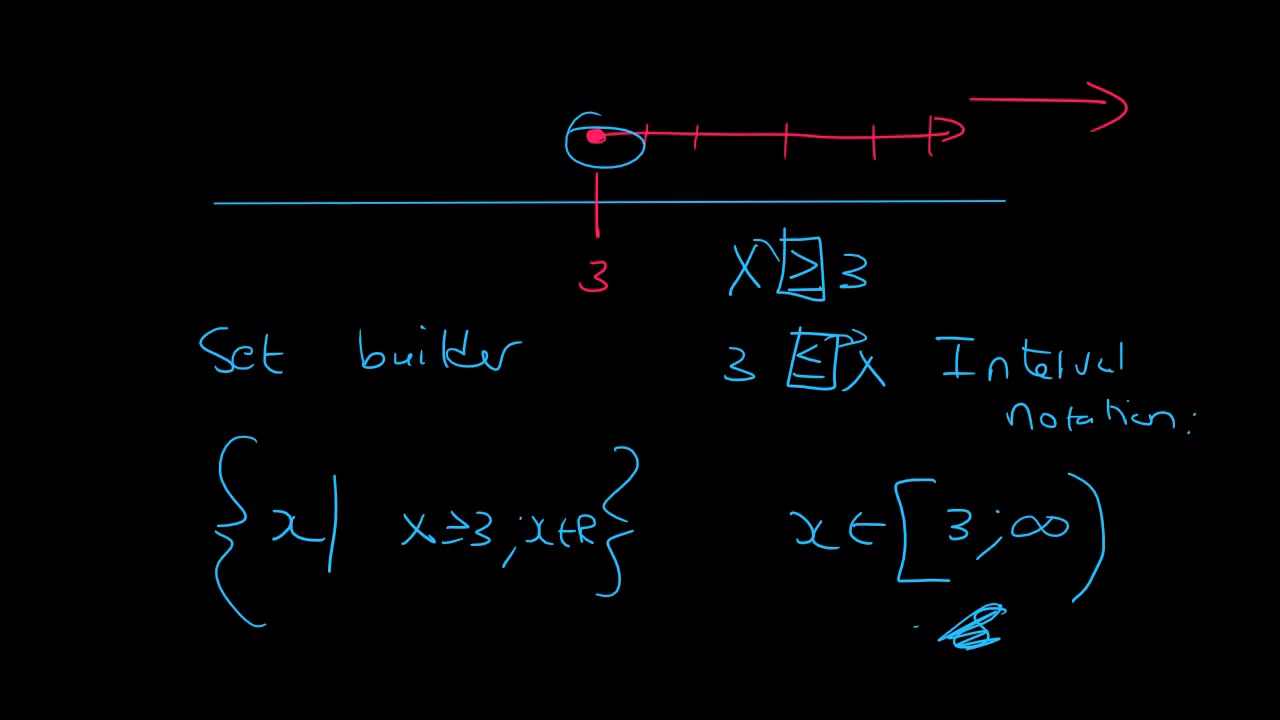 3
X ≥ 3
Set builder
3 ≤ X
Interval
notation:
{x | x ≥ 3; x ∈ R}
x ∈ [3; ∞)